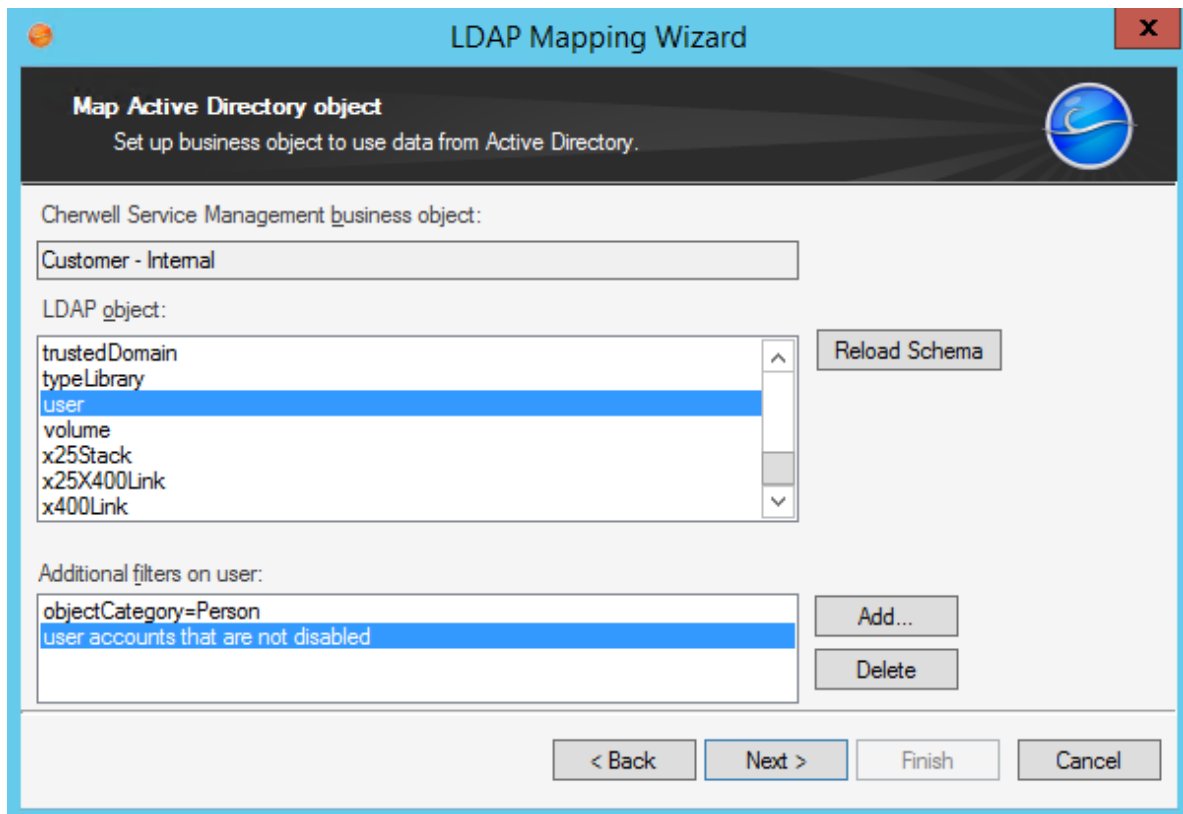 LDAP Mapping Wizard
x
Map Active Directory object
Set up business object to use data from Active Directory.
Cherwell Service Management business object:
Customer - Internal
LDAP object:
trustedDomain
Reload Schema
typeLibrary
user
volume
x25Stack
x25X400Link
x400Link
Additional filters on user:
objectCategory=Person
Add...
user accounts that are not disabled
Delete
< Back
Next >
Finish
Cancel